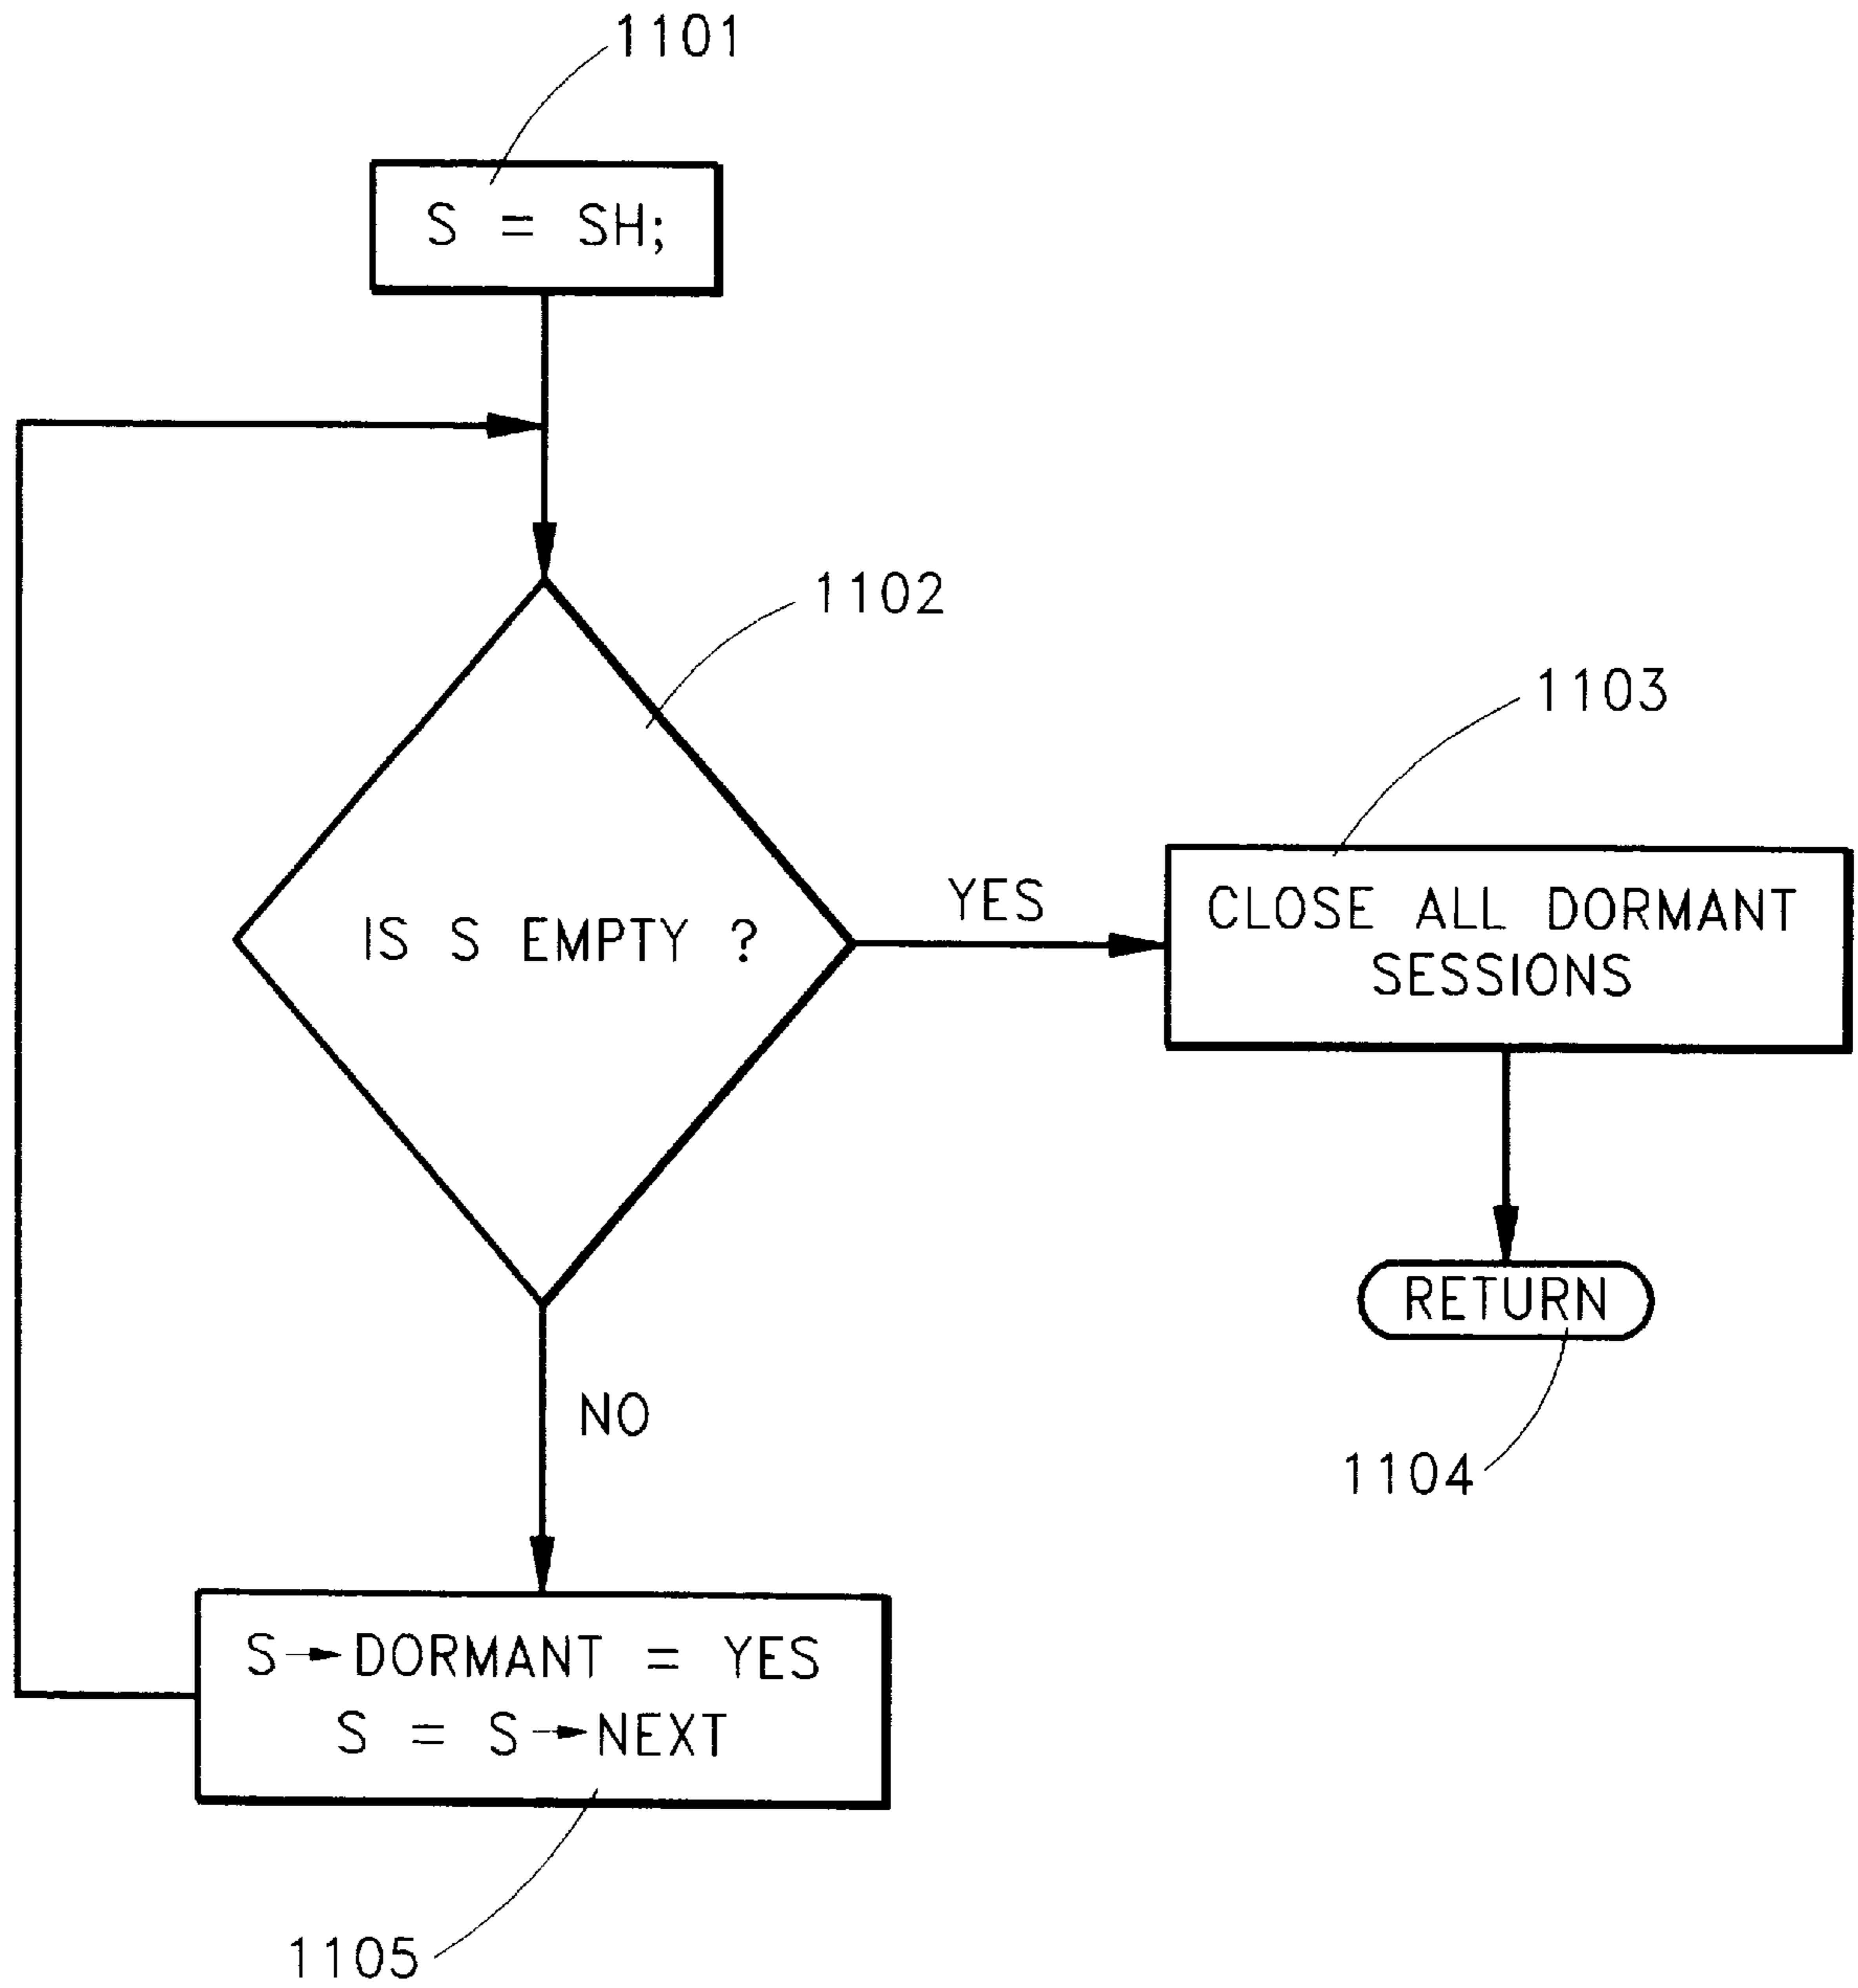 1101
S = SH;
1102
IS S EMPTY ?
YES
1103
CLOSE ALL DORMANT
SESSIONS
RETURN
1104
NO
S→DORMANT = YES
S = S→NEXT
1105